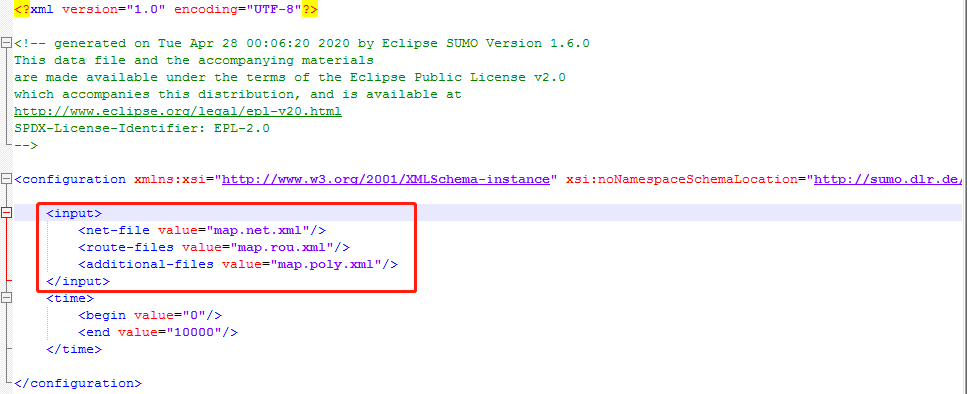 <?xml version="1.0" encoding="UTF-8"?>
<!-- generated on Tue Apr 28 00:06:20 2020 by Eclipse SUMO Version 1.6.0
This data file and the accompanying materials
are made available under the terms of the Eclipse Public License v2.0
which accompanies this distribution, and is available at
http://www.eclipse.org/legal/epl-v20.html
SPDX-License-Identifier: EPL-2.0
-->
<configuration xmlns:xsi="http://www.w3.org/2001/XMLSchema-instance" xsi:noNamespaceSchemaLocation="http://sumo.dlr.de/
<input>
<net-file value="map.net.xml"/>
<route-files value="map.rou.xml"/>
<additional-files value="map.poly.xml"/>
</input>
<time>
<begin value="0"/>
<end value="10000"/>
</time>
</configuration>